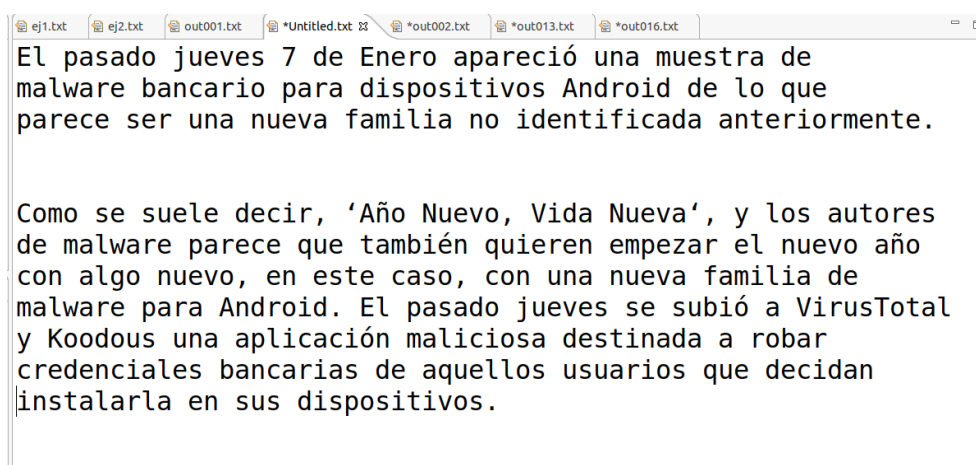 ej1.txt ej2.txt out001.txt *Untitled.txt *out002.txt *out013.txt *out016.txt
El pasado jueves 7 de Enero apareció una muestra de
malware bancario para dispositivos Android de lo que
parece ser una nueva familia no identificada anteriormente.
Como se suele decir, ‘Año Nuevo, Vida Nueva‘, y los autores
de malware parece que también quieren empezar el nuevo año
con algo nuevo, en este caso, con una nueva familia de
malware para Android. El pasado jueves se subió a VirusTotal
y Koodous una aplicación maliciosa destinada a robar
credenciales bancarias de aquellos usuarios que decidan
instalarla en sus dispositivos.